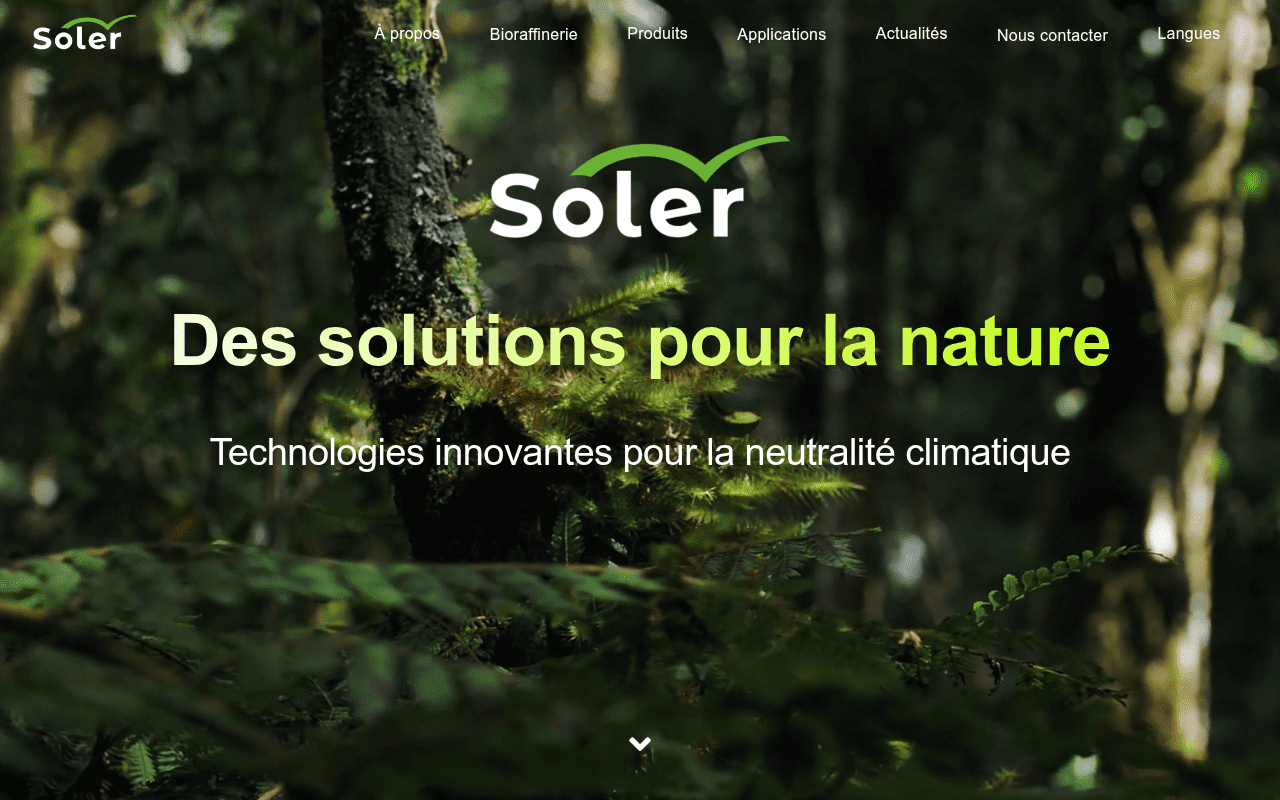 Soler
À propos
Bioraffinerie
Produits
Applications
Actualités
Nous contacter
Langues
Soler
Des solutions pour la nature
Technologies innovantes pour la neutralité climatique